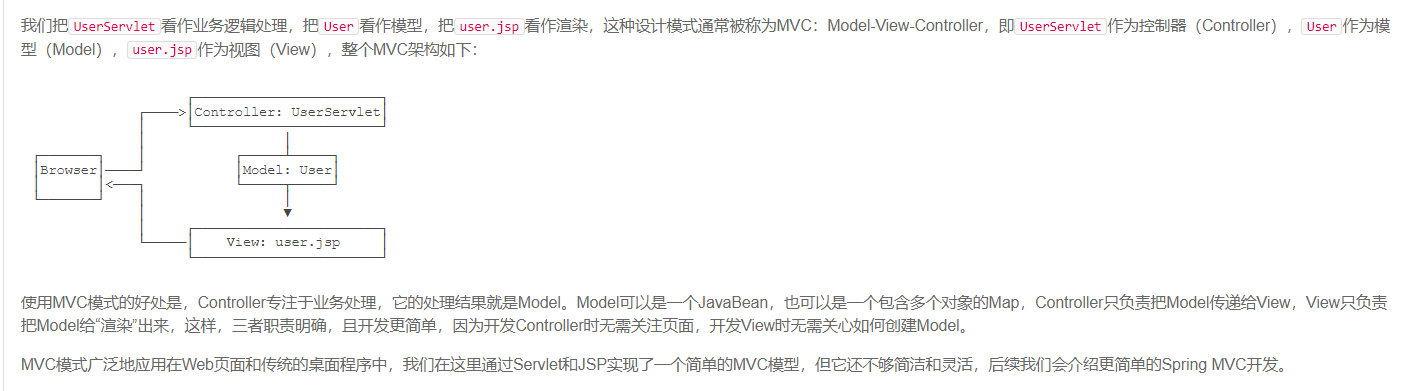 我们把UserServlet看作业务逻辑处理，把User看作模型，把user.jsp看作渲染，这种设计模式通常被称为MVC：Model-View-Controller，即UserServlet作为控制器（Controller），User作为模
型（Model），user.jsp作为视图（View），整个MVC架构如下：
Controller: UserServlet
Browser
Model: User
View: user.jsp
使用MVC模式的好处是，Controller专注于业务处理，它的处理结果就是Model。Model可以是一个JavaBean，也可以是一个包含多个对象的Map，Controller只负责把Model传递给View，View只负责
把Model给“渲染”出来，这样，三者职责明确，且开发更简单，因为开发Controller时无需关注页面，开发View时无需关心如何创建Model。
MVC模式广泛地应用在Web页面和传统的桌面程序中，我们在这里通过Servlet和JSP实现了一个简单的MVC模型，但它还不够简洁和灵活，后续我们会介绍更简单的Spring MVC开发。